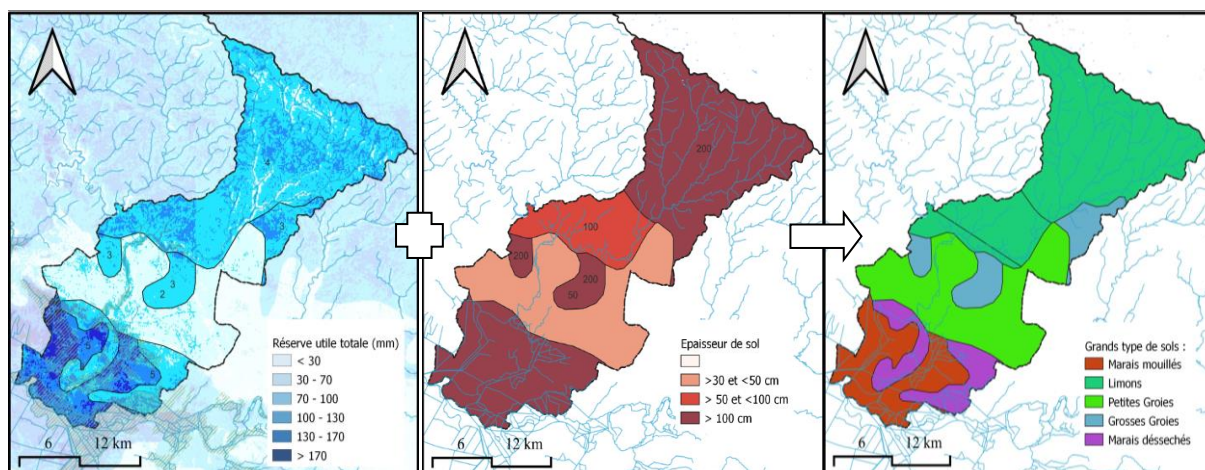 4
3
3
3
2
Réserve utile totale (mm)
< 30
30 - 70
70 - 100
100 - 130
130 - 170
> 170
6
12 km
200
100
200
200
50
Epaisseur de sol
>30 et <50 cm
> 50 et <100 cm
> 100 cm
6
12 km
Grands type de sols :
Marais mouillés
Limons
Petites Groies
Grosses Groies
Marais déssechés
6
12 km